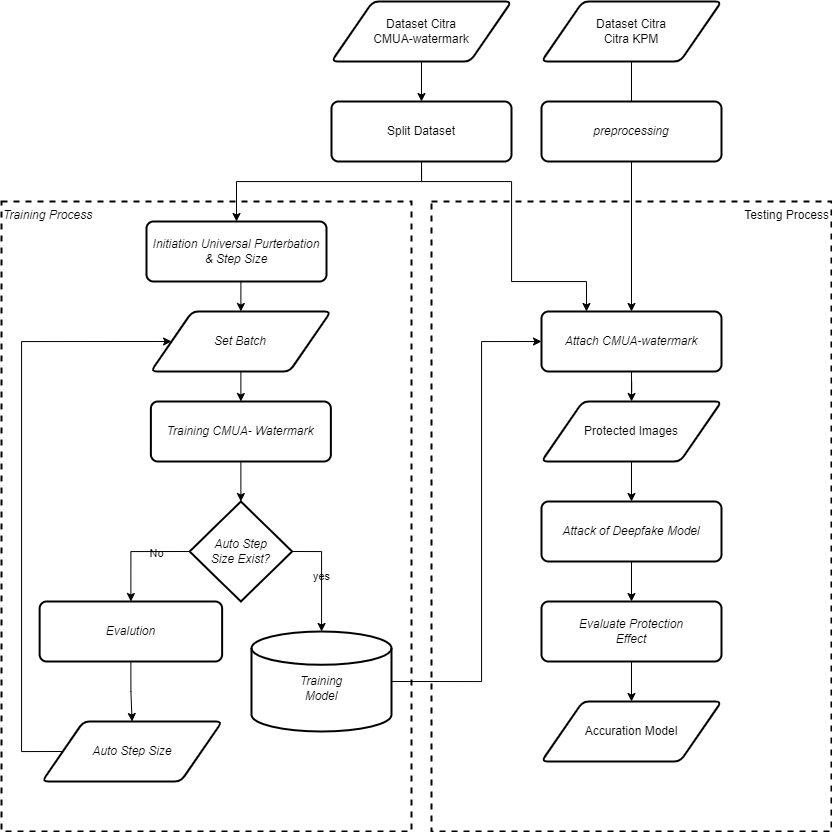 Dataset Citra
CMUA-watermark
Dataset Citra
Citra KPM
Split Dataset
preprocessing
Training Process
Testing Process
Initiation Universal Purterbation
& Step Size
Set Batch
Attach CMUA-watermark
Training CMUA- Watermark
Protected Images
Auto Step
Size Exist?
Attack of Deepfake Model
No
yes
Evalution
Evaluate Protection
Effect
Training
Model
Auto Step Size
Accuration Model